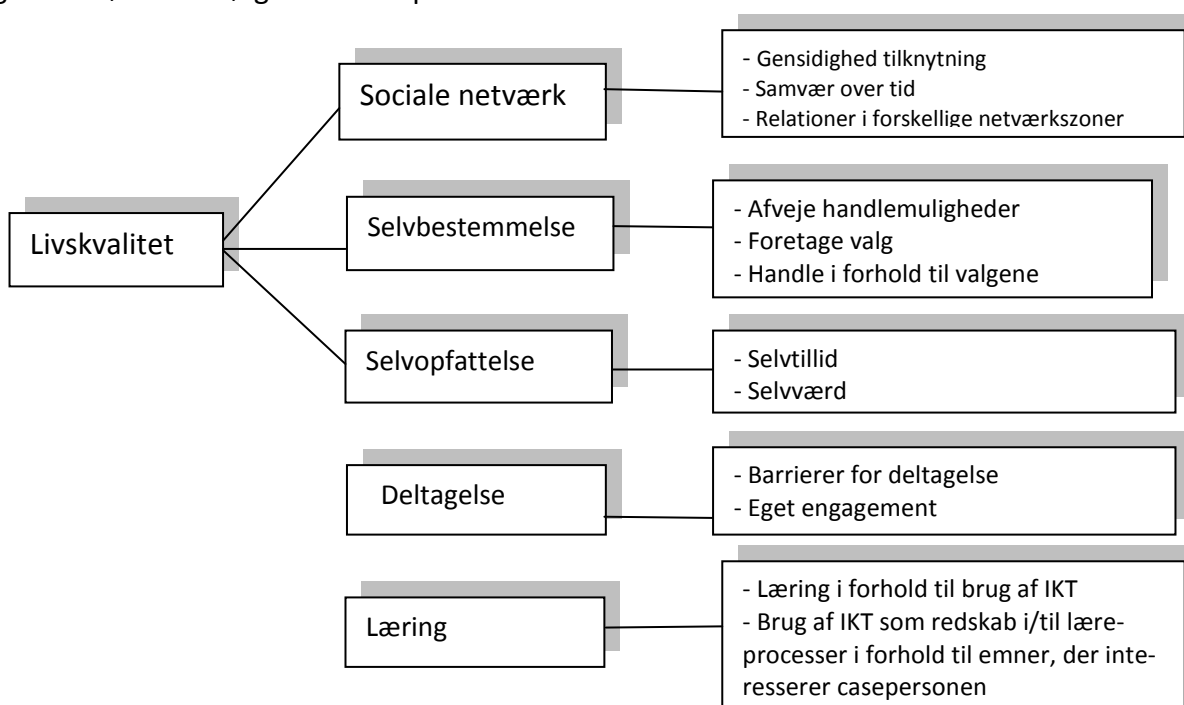 Sociale netværk
- Gensidighed tilknytning
- Samvær over tid
- Relationer i forskellige netværkszoner
Livskvalitet
Selvbestemmelse
- Afveje handlemuligheder
- Foretage valg
- Handle i forhold til valgene
Selvopfattelse
- Selvtillid
- Selvværd
Deltagelse
- Barrierer for deltagelse
- Eget engagement
Læring
- Læring i forhold til brug af IKT
- Brug af IKT som redskab i/til lære-
processer i forhold til emner, der inte-
resserer casepersonen